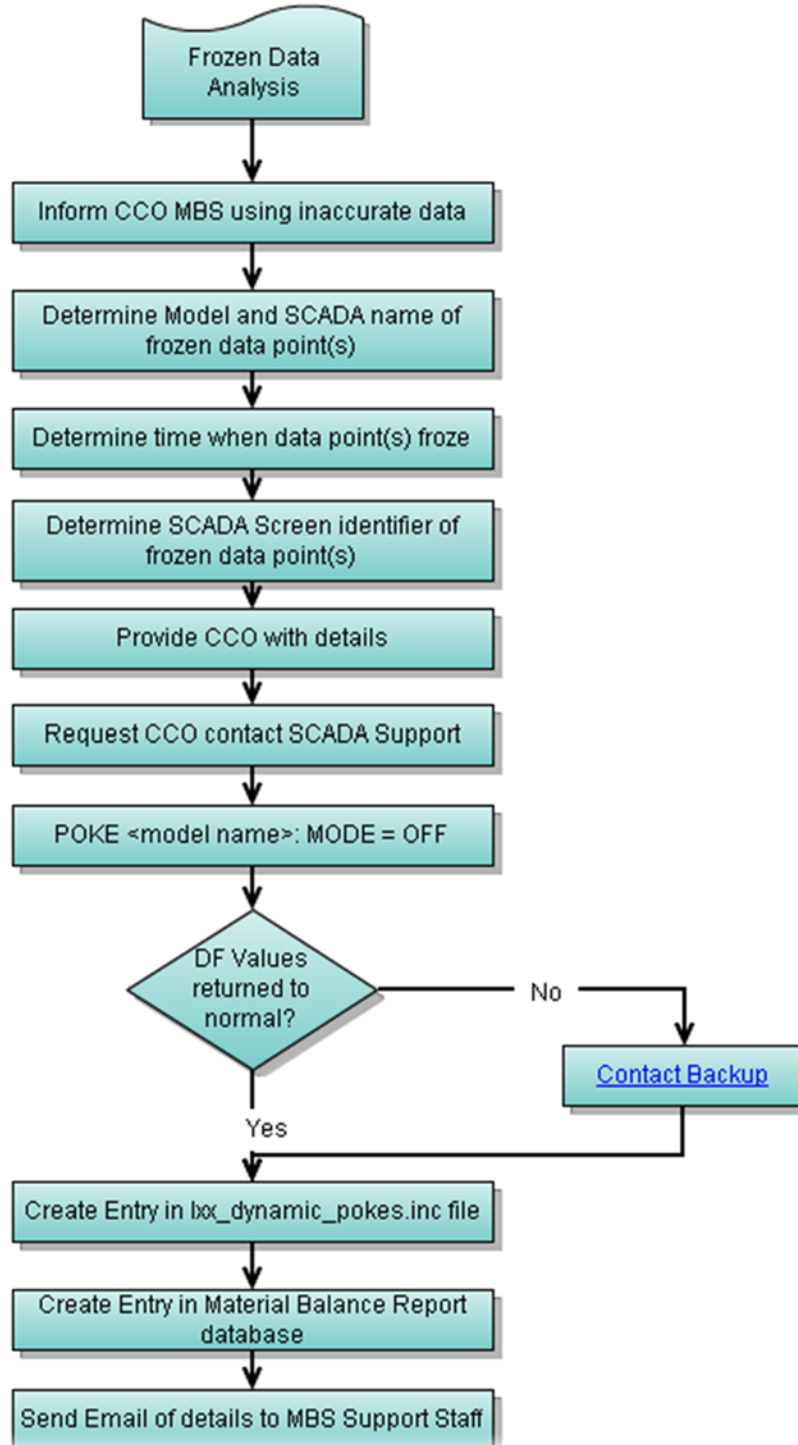 Frozen Data
Analysis
Inform CCO MBS using inaccurate data
Determine Model and SCADA name of
frozen data point(s)
Determine time when data point(s) froze
Determine SCADA Screen identifier of
frozen data point(s)
Provide CCO with details
Request CCO contact SCADA Support
POKE <model name>: MODE = OFF
DF Values
returned to
normal?
No
Contact Backup
Yes
Create Entry in lxx_dynamic_pokes.inc file
Create Entry in Material Balance Report
database
Send Email of details to MBS Support Staff